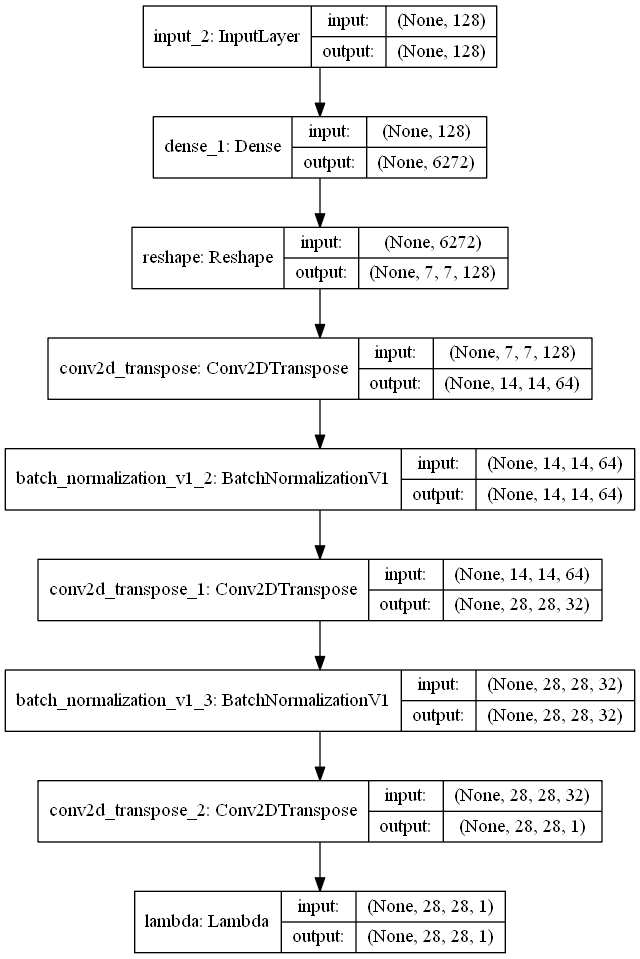 input_2: InputLayer
input: (None, 128)
output: (None, 128)
dense_1: Dense
input: (None, 128)
output: (None, 6272)
reshape: Reshape
input: (None, 6272)
output: (None, 7, 7, 128)
conv2d_transpose: Conv2DTranspose
input: (None, 7, 7, 128)
output: (None, 14, 14, 64)
batch_normalization_v1_2: BatchNormalizationV1
input: (None, 14, 14, 64)
output: (None, 14, 14, 64)
conv2d_transpose_1: Conv2DTranspose
input: (None, 14, 14, 64)
output: (None, 28, 28, 32)
batch_normalization_v1_3: BatchNormalizationV1
input: (None, 28, 28, 32)
output: (None, 28, 28, 32)
conv2d_transpose_2: Conv2DTranspose
input: (None, 28, 28, 32)
output: (None, 28, 28, 1)
lambda: Lambda
input: (None, 28, 28, 1)
output: (None, 28, 28, 1)